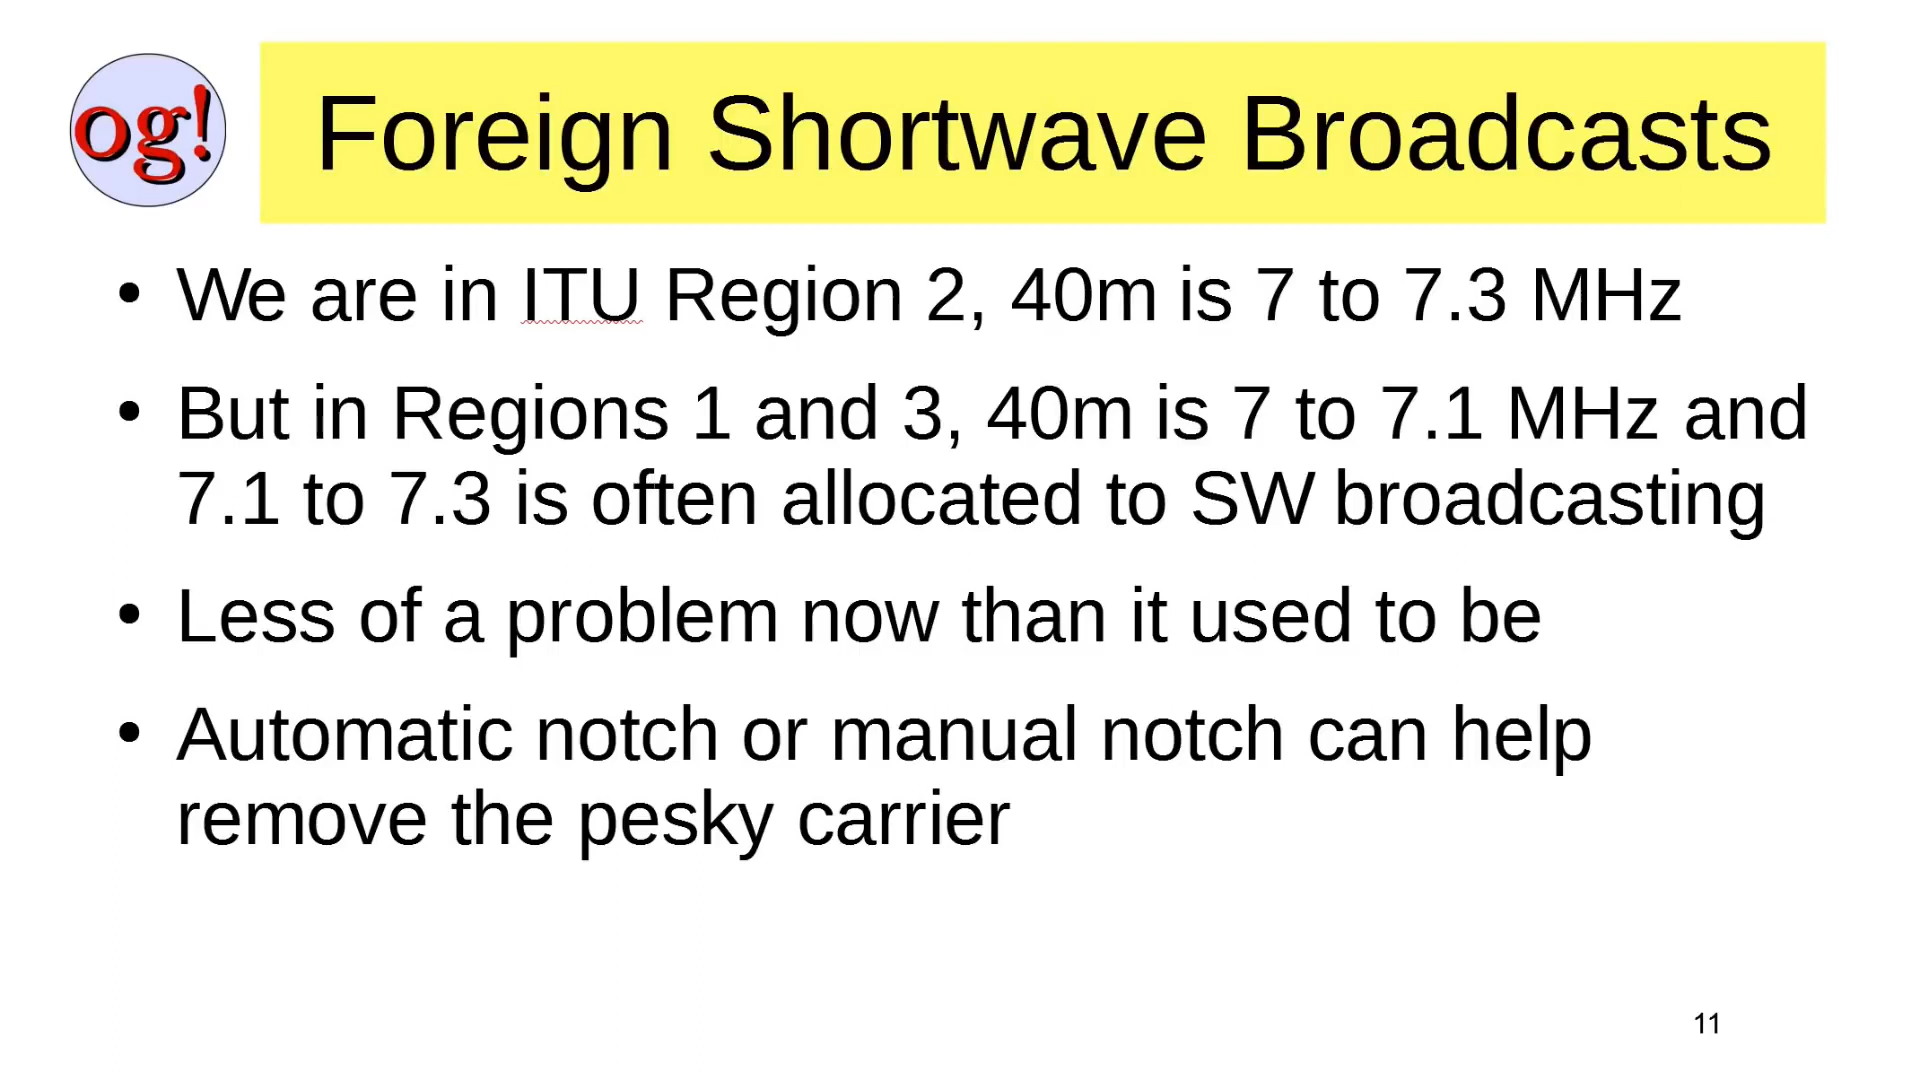 og!
Foreign Shortwave Broadcasts
• We are in ITU Region 2, 40m is 7 to 7.3 MHz
• But in Regions 1 and 3, 40m is 7 to 7.1 MHz and
7.1 to 7.3 is often allocated to SW broadcasting
• Less of a problem now than it used to be
• Automatic notch or manual notch can help
remove the pesky carrier
11